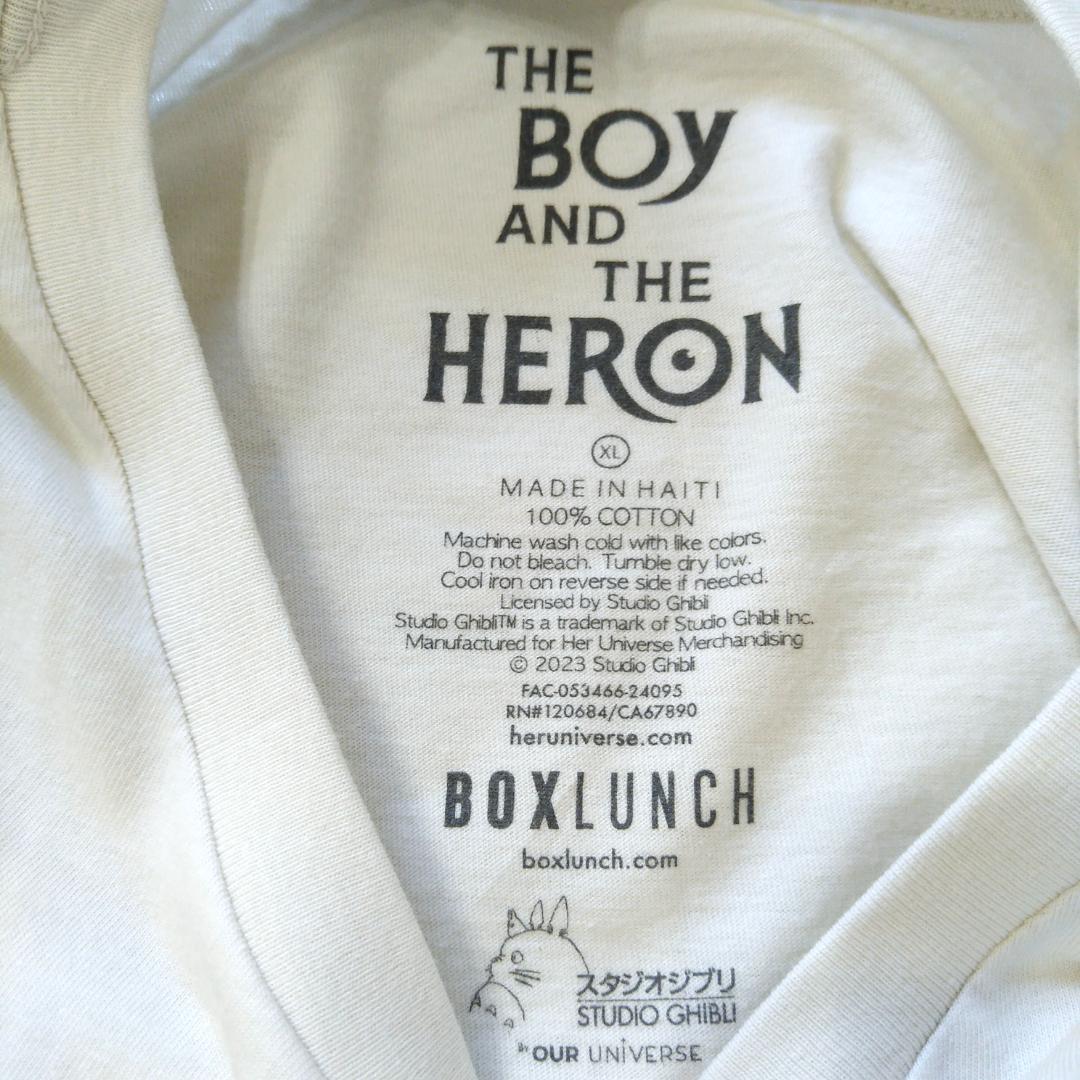 THE
BOY
AND
THE
HERON
XL
MADE IN HAITI
100% COTTON
Machine wash cold with like colors.
Do not bleach. Tumble dry low.
Cool iron on reverse side if needed.
Licensed by Studio Ghibli
Studio Ghibli™ is a trademark of Studio Ghibli Inc.
Manufactured for Her Universe Merchandising
© 2023 Studio Ghibli
FAC-053466-24095
RN#120684/CA67890
heruniverse.com
BOXLUNCH
boxlunch.com
スタジオジブリ
STUDIO GHIBLI
BY OUR UNIVERSE